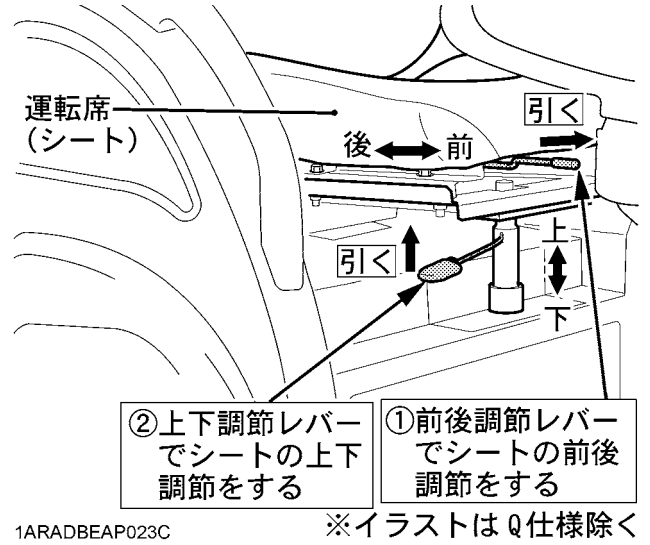 運転席
(シート)
引く
後 前
引く
上
下
②上下調節レバー
でシートの上下
調節をする
①前後調節レバー
でシートの前後
調節をする
1ARADBEAP023C
※イラストはQ仕様除く